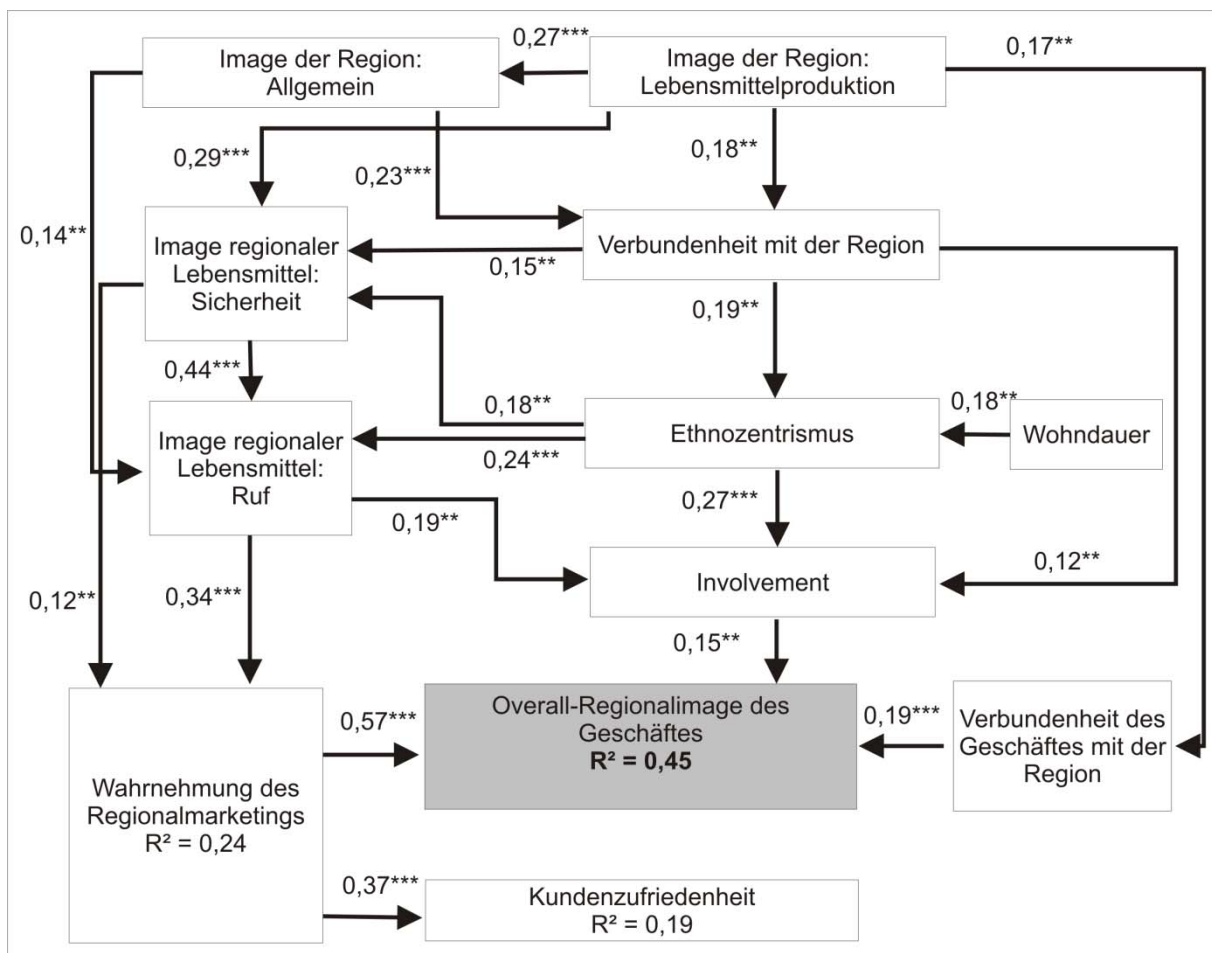 0,27***
0,17**
Image der Region:
Allgemein
Image der Region:
Lebensmittelproduktion
0,29***
0,23***
0,18**
0,14**
Image regionaler
Lebensmittel:
Sicherheit
Verbundenheit mit der Region
0,15**
0,19**
0,44***
0,18**
0,18**
Image regionaler
Lebensmittel:
Ruf
Ethnozentrismus
Wohndauer
0,24***
0,27***
0,19**
0,12**
0,12**
0,34***
Involvement
0,15**
Overall-Regionalimage des
Geschäftes
R² = 0,45
0,57***
0,19***
Verbundenheit des
Geschäftes mit der
Region
Wahrnehmung des
Regionalmarketings
R² = 0,24
0,37***
Kundenzufriedenheit
R² = 0,19